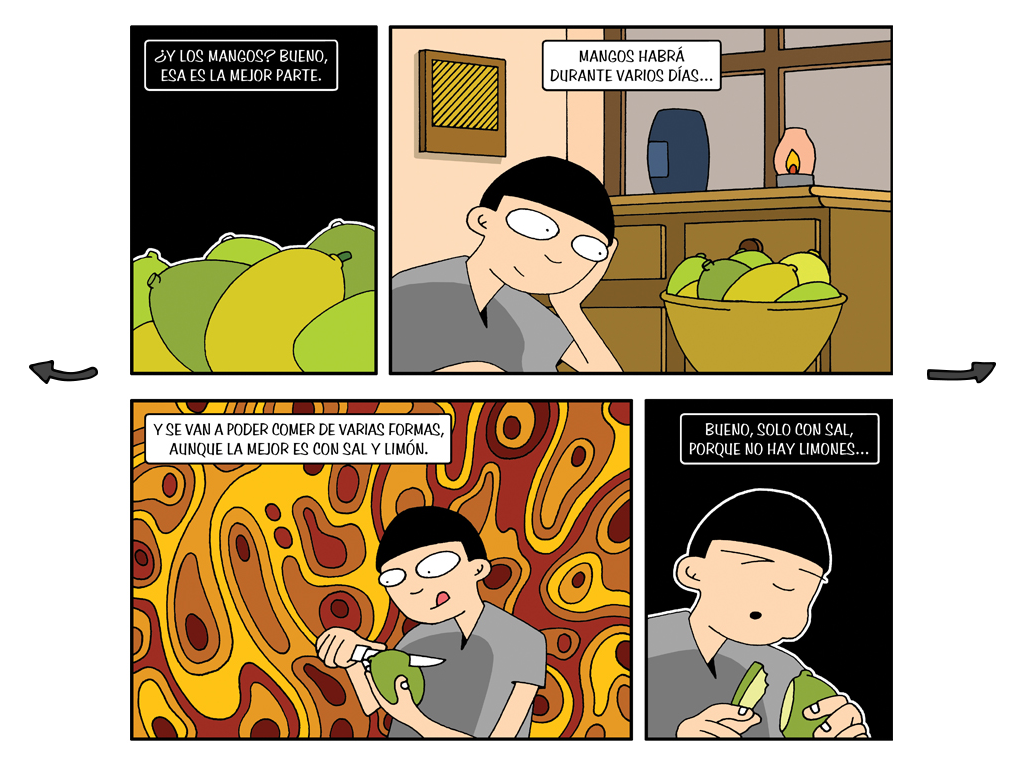 ¿Y LOS MANGOS? BUENO,
ESA ES LA MEJOR PARTE.
MANGOS HABRÁ
DURANTE VARIOS DÍAS...
Y SE VAN A PODER COMER DE VARIAS FORMAS,
AUNQUE LA MEJOR ES CON SAL Y LIMÓN.
BUENO, SOLO CON SAL,
PORQUE NO HAY LIMONES...